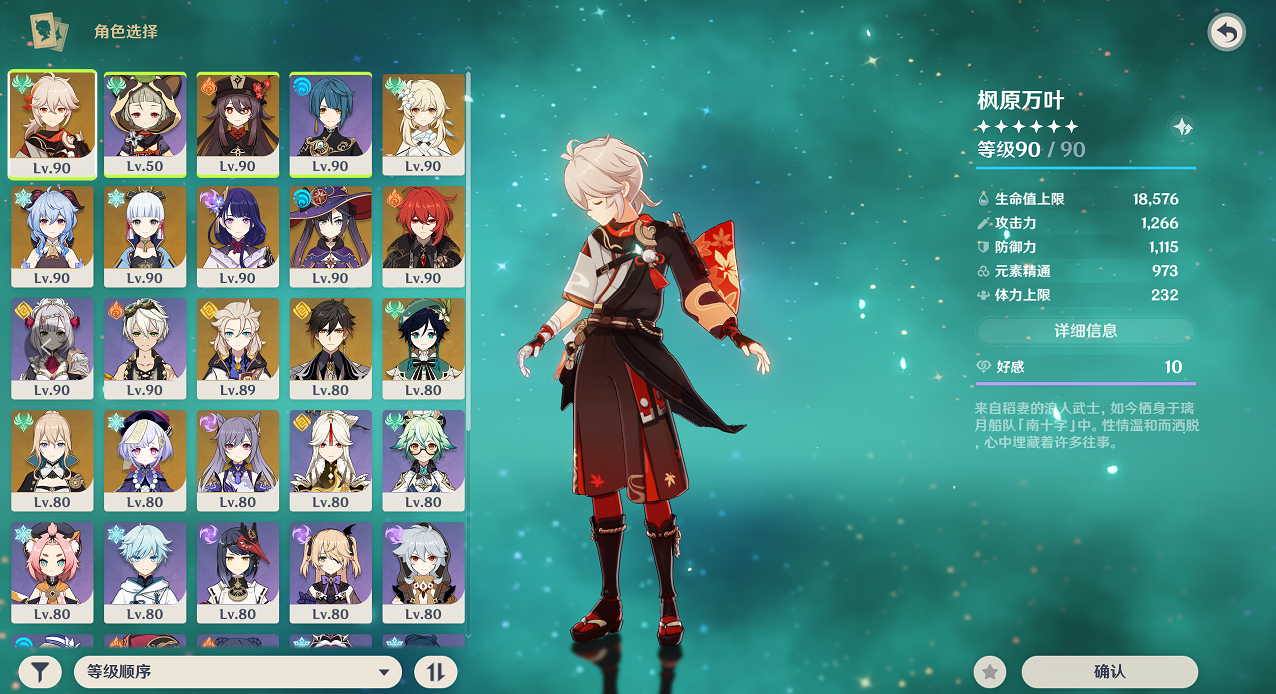 角色选择
Lv.90
Lv.50
Lv.90
Lv.90
Lv.90
Lv.90
Lv.90
Lv.90
Lv.90
Lv.90
Lv.90
Lv.90
Lv.89
Lv.80
Lv.80
Lv.80
Lv.80
Lv.80
Lv.80
Lv.80
Lv.80
Lv.80
Lv.80
Lv.80
Lv.80
等级顺序
枫原万叶
等级90 / 90
生命值上限 18,576
攻击力 1,266
防御力 1,115
元素精通 973
体力上限 232
详细信息
好感 10
来自稻妻的浪人武士，如今栖身于璃
月船队「南十字」中。性情温和而洒脱
，心中埋藏着许多往事。
确认